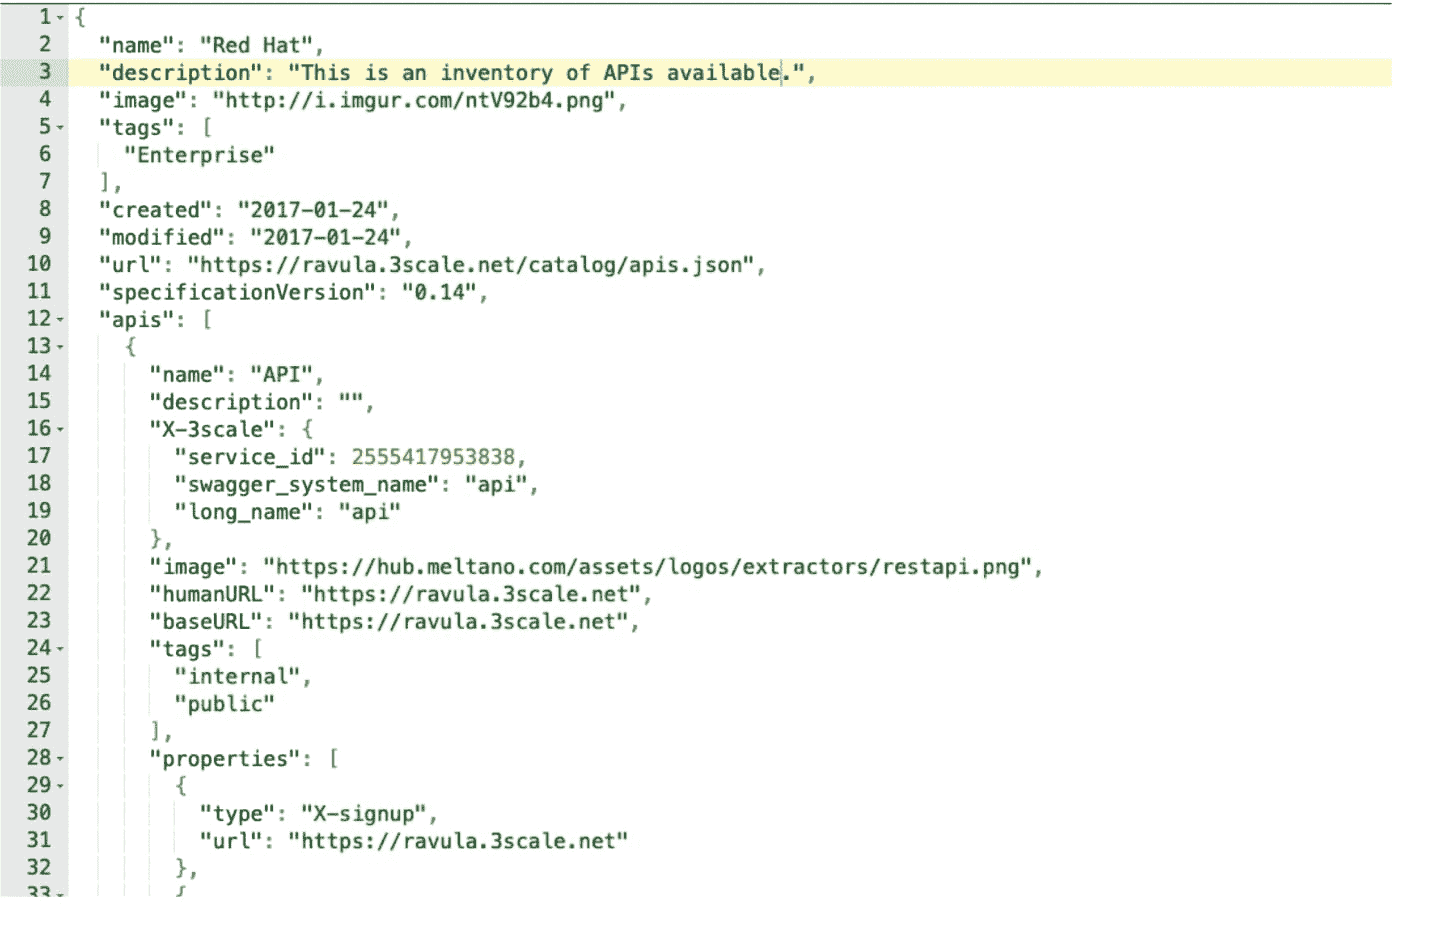 1 {
2 "name": "Red Hat",
3 "description": "This is an inventory of APIs available.",
4 "image": "http://i.imgur.com/ntV92b4.png",
5 "tags": [
6 "Enterprise"
7 ],
8 "created": "2017-01-24",
9 "modified": "2017-01-24",
10 "url": "https://ravula.3scale.net/catalog/apis.json",
11 "specificationVersion": "0.14",
12 "apis": [
13 {
14 "name": "API",
15 "description": "",
16 "X-3scale": {
17 "service_id": 2555417953838,
18 "swagger_system_name": "api",
19 "long_name": "api"
20 },
21 "image": "https://hub.meltano.com/assets/logos/extractors/restapi.png",
22 "humanURL": "https://ravula.3scale.net",
23 "baseURL": "https://ravula.3scale.net",
24 "tags": [
25 "internal",
26 "public"
27 ],
28 "properties": [
29 {
30 "type": "X-signup",
31 "url": "https://ravula.3scale.net"
32 },
33 {